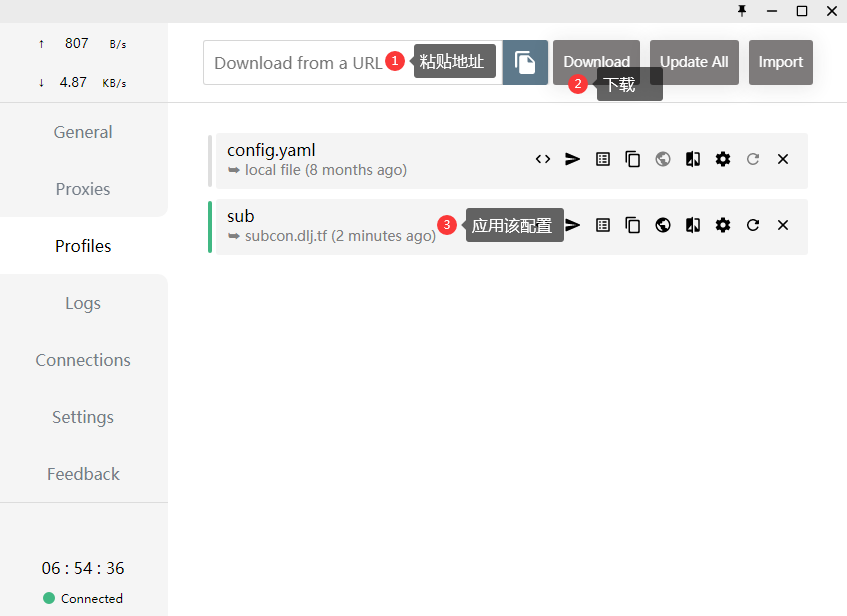 ↑ 807 B/s
↓ 4.87 KB/s
General
Proxies
Profiles
Logs
Connections
Settings
Feedback
06 : 54 : 36
Connected
Download from a URL 1 粘贴地址
Download Update All Import
2 下载
config.yaml
local file (8 months ago)
sub
subcon.dlj.tf (2 minutes ago) 3 应用该配置